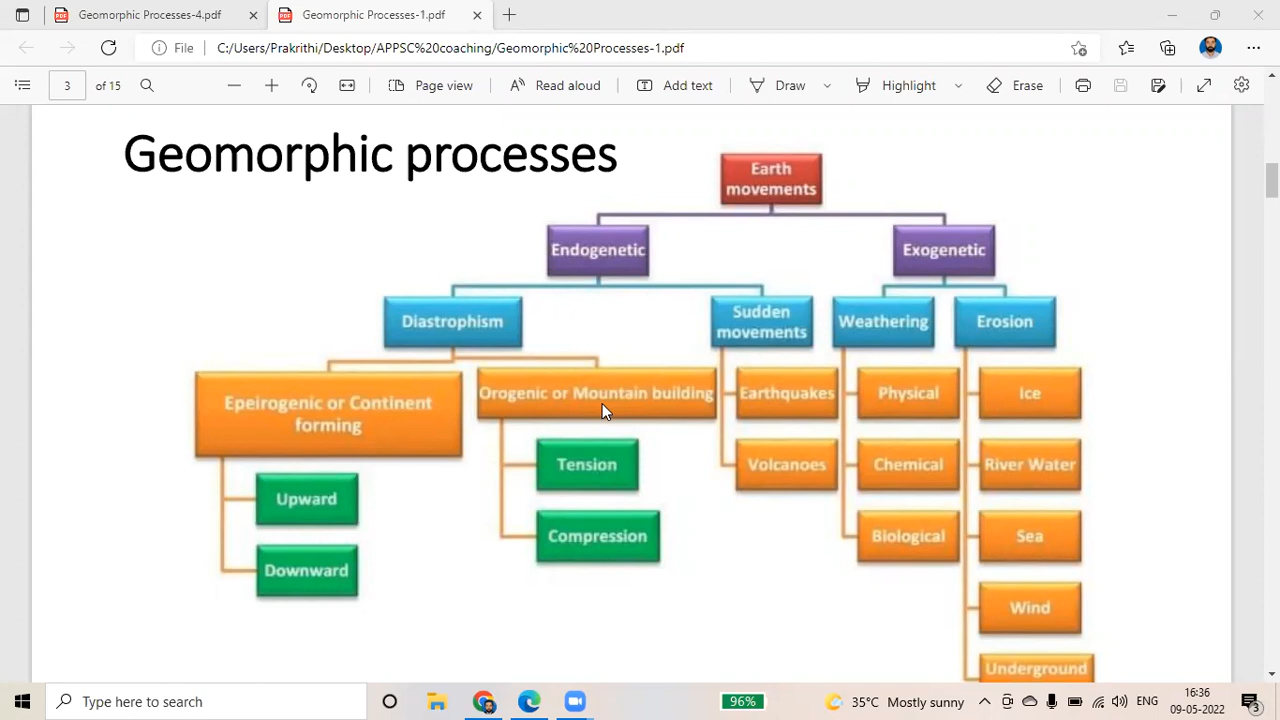 Geomorphic Processes-4.pdf
Geomorphic Processes-1.pdf
File
C:/Users/Prakrithi/Desktop/APPSC%20coaching/Geomorphic%20Processes-1.pdf
3
of 15
Page view
Read aloud
Add text
Draw
Highlight
Erase
Geomorphic processes
Earth
movements
Endogenetic
Exogenetic
Diastrophism
Sudden
movements
Weathering
Erosion
Epeirogenic or Continent
forming
Orogenic or Mountain building
Earthquakes
Physical
Ice
Tension
Volcanoes
Chemical
River Water
Upward
Compression
Biological
Sea
Downward
Wind
Underground
Type here to search
96%
35°C Mostly sunny
ENG
16:36
09-05-2022
3